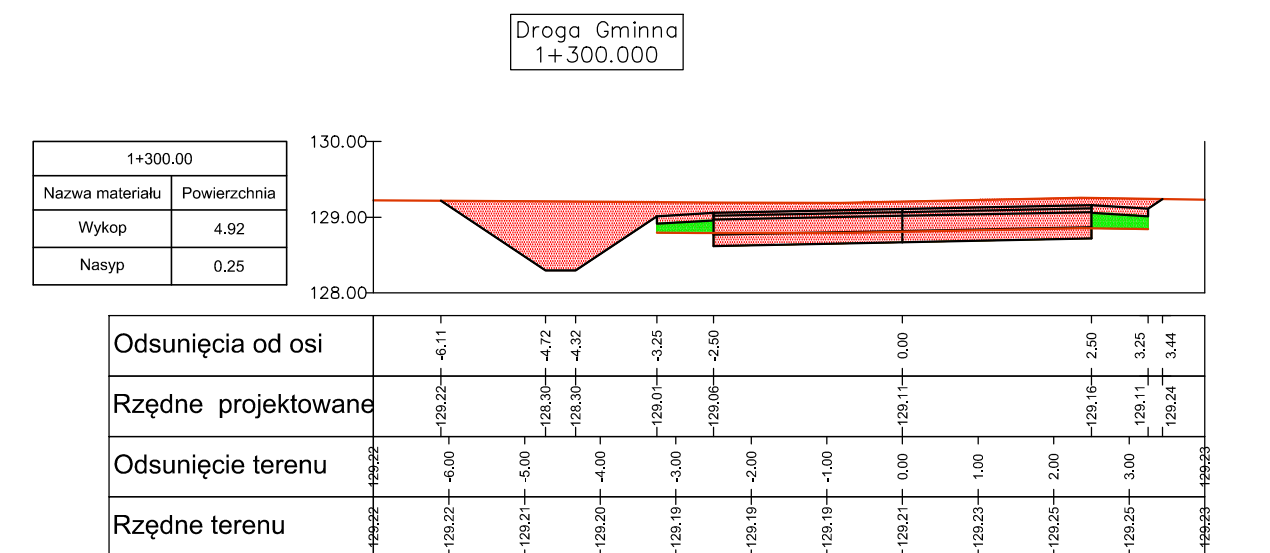 Droga Gminna
1+300.000
1+300.00
Nazwa materiału Powierzchnia
Wykop 4.92
Nasyp 0.25
130.00
129.00
128.00
Odsunięcia od osi -6.11 -4.72 -4.32 -3.25 -2.50 0.00 2.50 3.25 3.44
Rzędne projektowane 129.22 128.30 128.30 129.01 129.06 129.11 129.16 129.11 129.24
Odsunięcie terenu 129.22 -6.00 -5.00 -4.00 -3.00 -2.00 -1.00 0.00 1.00 2.00 3.00 129.23
Rzędne terenu 129.22 129.22 129.21 129.20 129.19 129.19 129.19 129.21 129.23 129.25 129.25 129.23